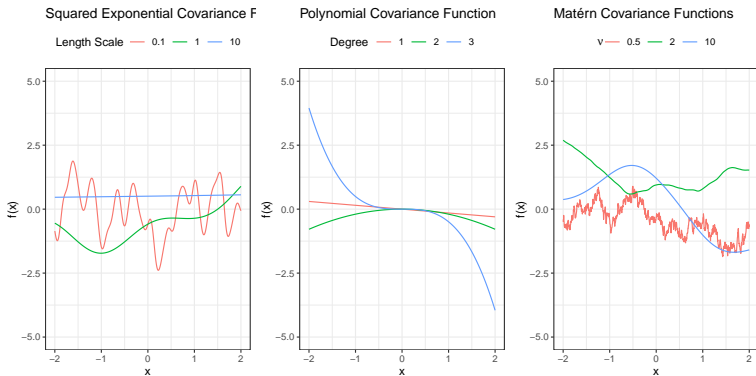 Squared Exponential Covariance F
Length Scale 0.1 1 10
5.0
2.5
0.0
−2.5
−5.0
f(x)
−2 −1 0 1 2
x
Polynomial Covariance Function
Degree 1 2 3
5.0
2.5
0.0
−2.5
−5.0
f(x)
−2 −1 0 1 2
x
Matérn Covariance Functions
ν 0.5 2 10
5.0
2.5
0.0
−2.5
−5.0
f(x)
−2 −1 0 1 2
x